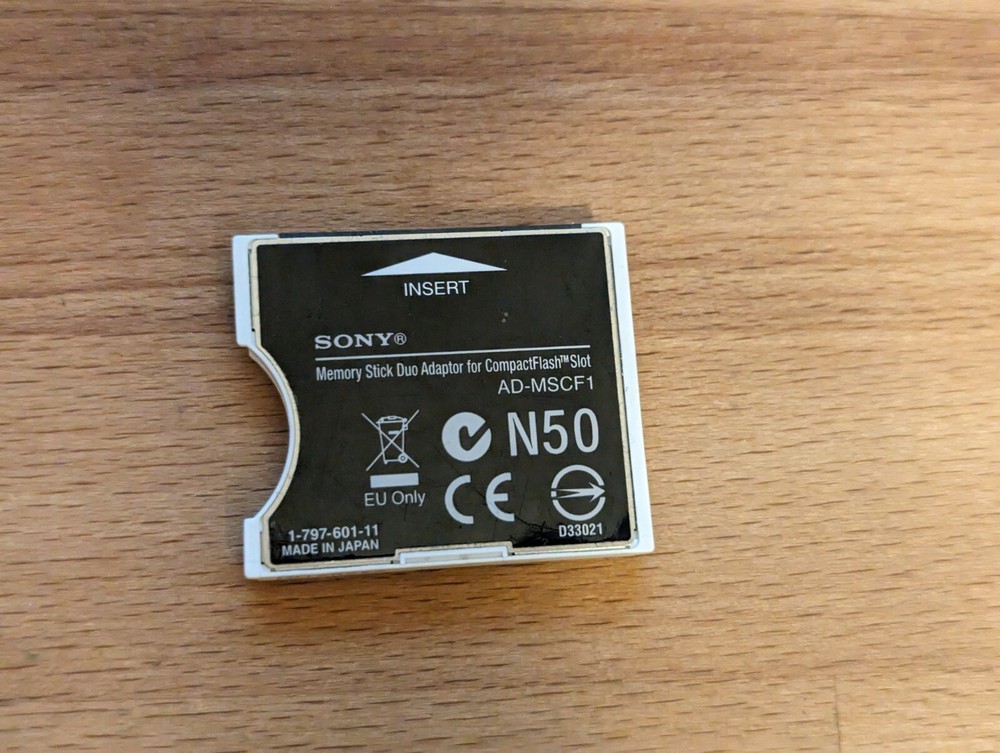 INSERT
SONY®
Memory Stick Duo Adaptor for CompactFlash™ Slot
AD-MSCF1
N50
EU Only
CE
1-797-601-11
MADE IN JAPAN
D33021